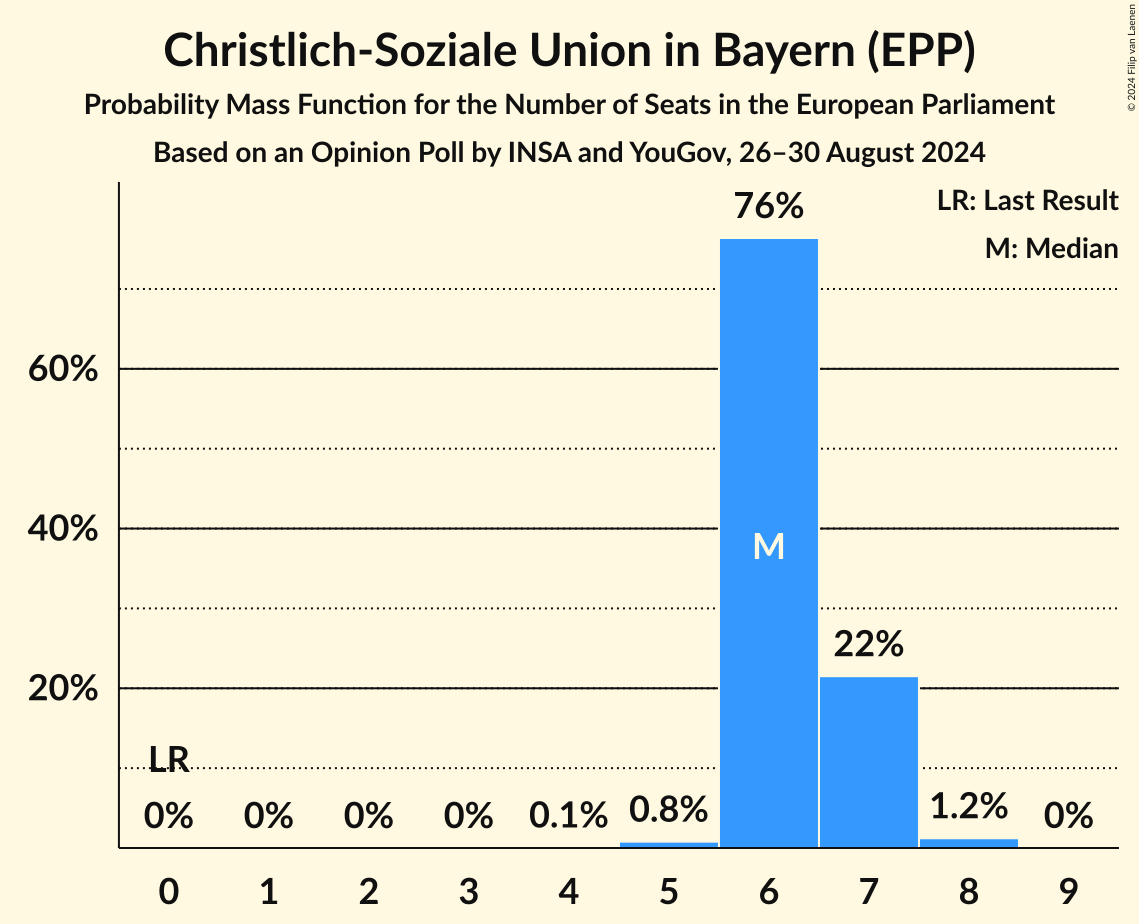 Christlich-Soziale Union in Bayern (EPP)
Probability Mass Function for the Number of Seats in the European Parliament
Based on an Opinion Poll by INSA and YouGov, 26–30 August 2024
© 2024 Filip van Laenen
LR: Last Result
M: Median
76%
60%
40%
M
22%
20%
LR
0% 0% 0% 0% 0.1% 0.8% 1.2% 0%
0 1 2 3 4 5 6 7 8 9